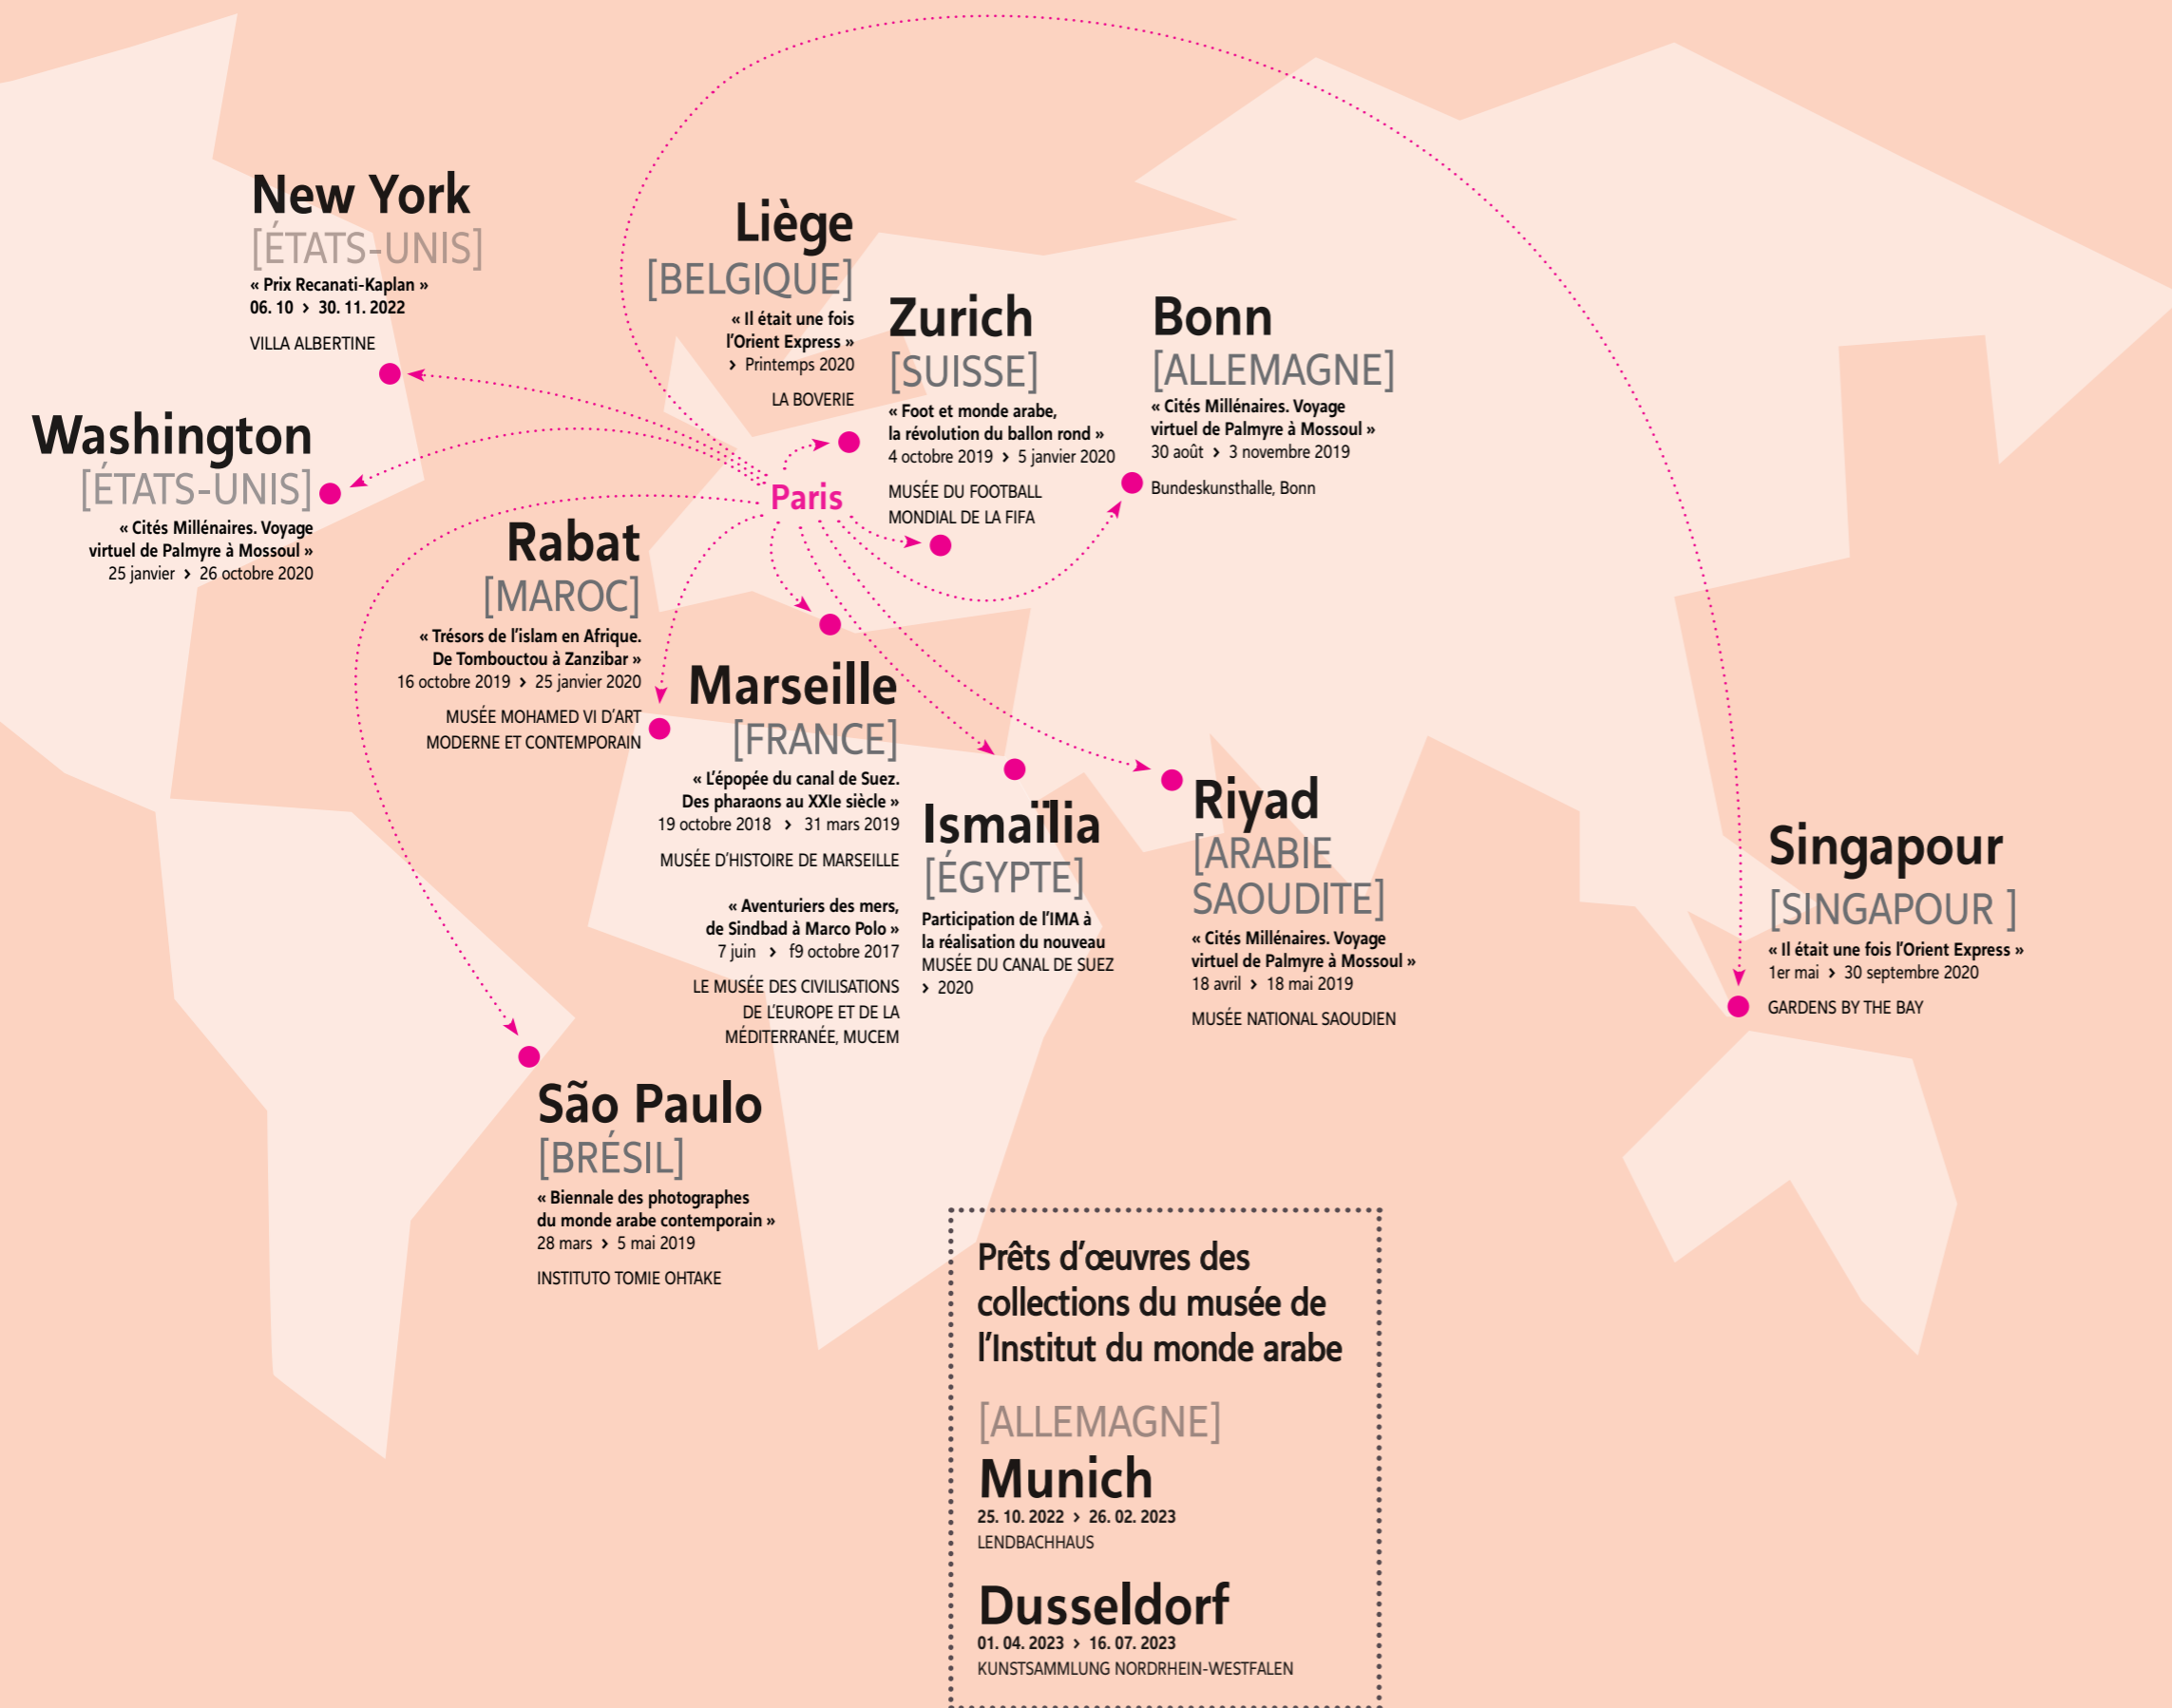 New York
[ÉTATS-UNIS]
« Prix Recanati-Kaplan »
06. 10 › 30. 11. 2022
VILLA ALBERTINE
Washington
[ÉTATS-UNIS]
« Cités Millénaires. Voyage
virtuel de Palmyre à Mossoul »
25 janvier › 26 octobre 2020
Liège
[BELGIQUE]
« Il était une fois
l’Orient Express »
› Printemps 2020
LA BOVERIE
Zurich
[SUISSE]
« Foot et monde arabe,
la révolution du ballon rond »
4 octobre 2019 › 5 janvier 2020
MUSÉE DU FOOTBALL
MONDIAL DE LA FIFA
Bonn
[ALLEMAGNE]
« Cités Millénaires. Voyage
virtuel de Palmyre à Mossoul »
30 août › 3 novembre 2019
Bundeskunsthalle, Bonn
Paris
Rabat
[MAROC]
« Trésors de l’islam en Afrique.
De Tombouctou à Zanzibar »
16 octobre 2019 › 25 janvier 2020
MUSÉE MOHAMED VI D’ART
MODERNE ET CONTEMPORAIN
Marseille
[FRANCE]
« L’épopée du canal de Suez.
Des pharaons au XXIe siècle »
19 octobre 2018 › 31 mars 2019
MUSÉE D’HISTOIRE DE MARSEILLE
« Aventuriers des mers,
de Sindbad à Marco Polo »
7 juin › f9 octobre 2017
LE MUSÉE DES CIVILISATIONS
DE L’EUROPE ET DE LA
MÉDITERRANÉE, MUCEM
Ismaïlia
[ÉGYPTE]
Participation de l’IMA à
la réalisation du nouveau
MUSÉE DU CANAL DE SUEZ
› 2020
Riyad
[ARABIE
SAOUDITE]
« Cités Millénaires. Voyage
virtuel de Palmyre à Mossoul »
18 avril › 18 mai 2019
MUSÉE NATIONAL SAOUDIEN
Singapour
[SINGAPOUR ]
« Il était une fois l’Orient Express »
1er mai › 30 septembre 2020
GARDENS BY THE BAY
São Paulo
[BRÉSIL]
« Biennale des photographes
du monde arabe contemporain »
28 mars › 5 mai 2019
INSTITUTO TOMIE OHTAKE
Prêts d’œuvres des
collections du musée de
l’Institut du monde arabe
[ALLEMAGNE]
Munich
25. 10. 2022 › 26. 02. 2023
LENDBACHHAUS
Dusseldorf
01. 04. 2023 › 16. 07. 2023
KUNSTSAMMLUNG NORDRHEIN-WESTFALEN